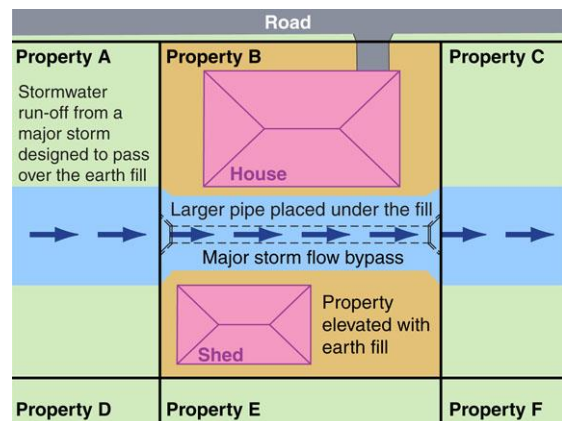 Road
Property A
Property B
Property C
Stormwater
run-off from a
major storm
designed to pass
over the earth fill
House
Larger pipe placed under the fill
Major storm flow bypass
Property
elevated with
earth fill
Shed
Property D
Property E
Property F